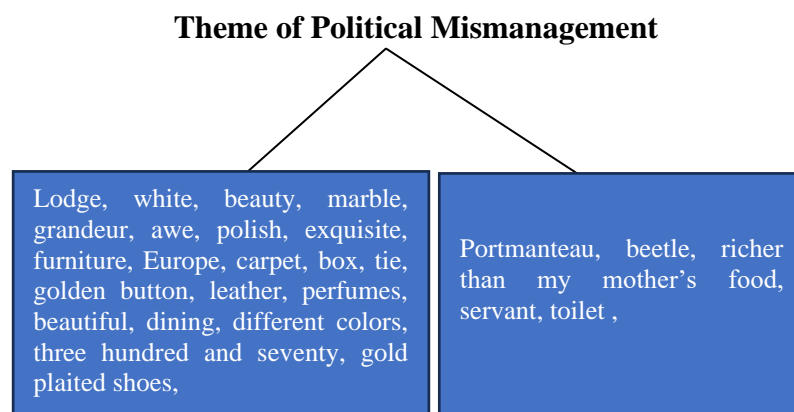 Theme of Political Mismanagement
Lodge, white, beauty, marble,
grandeur, awe, polish, exquisite,
furniture, Europe, carpet, box, tie,
golden button, leather, perfumes,
beautiful, dining, different colors,
three hundred and seventy, gold
plaited shoes,
Portmanteau, beetle, richer
than my mother’s food,
servant, toilet ,